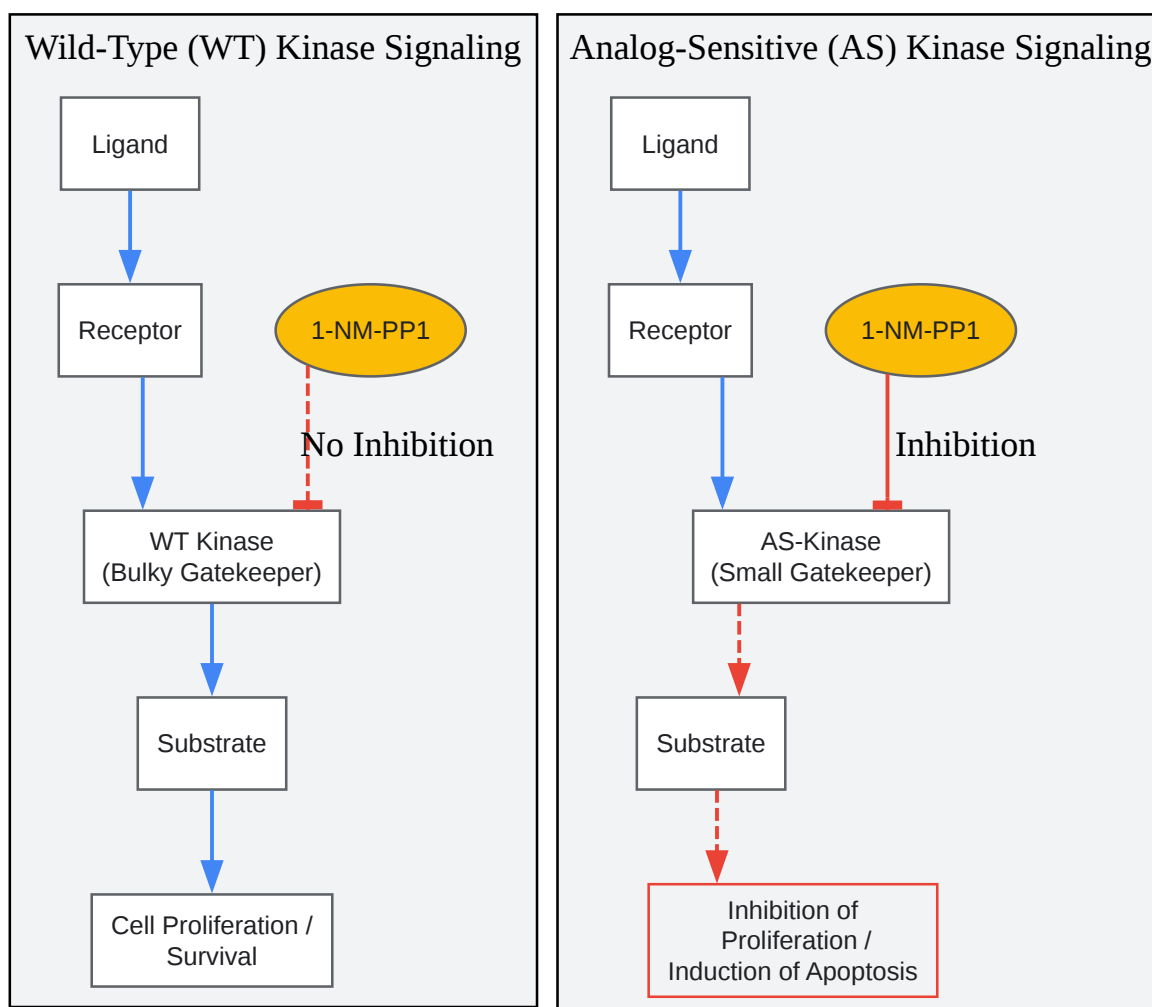 Wild-Type (WT) Kinase Signaling
Ligand
Receptor
1-NM-PP1
No Inhibition
WT Kinase
(Bulky Gatekeeper)
Substrate
Cell Proliferation /
Survival
Analog-Sensitive (AS) Kinase Signaling
Ligand
Receptor
1-NM-PP1
Inhibition
AS-Kinase
(Small Gatekeeper)
Substrate
Inhibition of
Proliferation /
Induction of Apoptosis